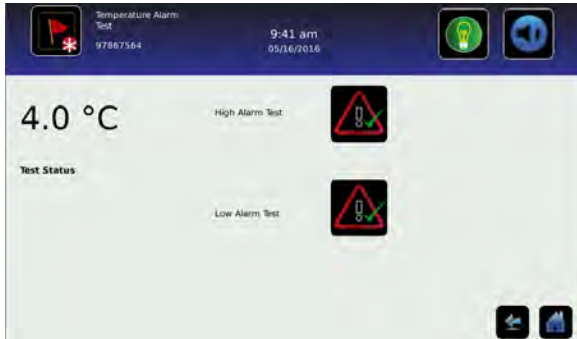 Temperature Alarm
Test
97867564
9:41 am
05/16/2016
4.0 °C
High Alarm Test
Test Status
Low Alarm Test